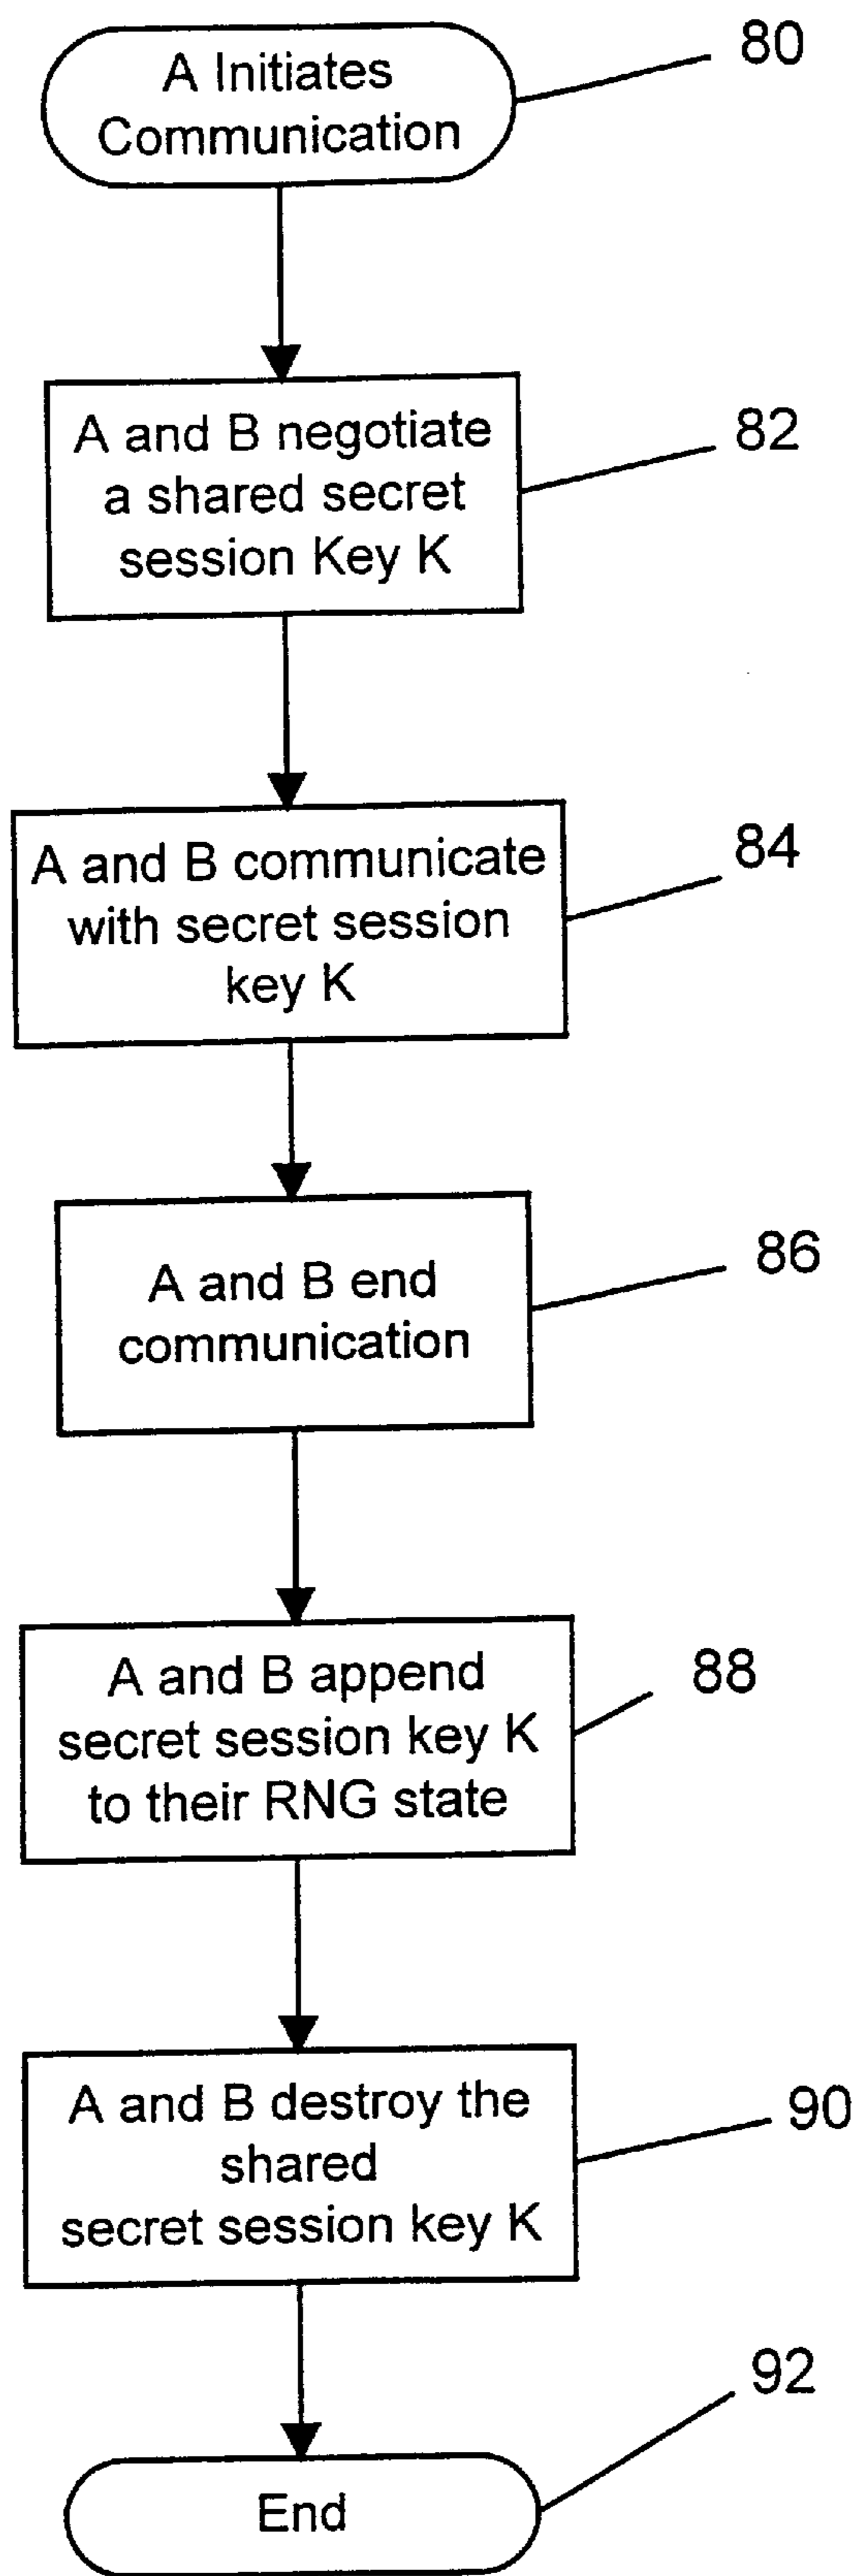 A Initiates
Communication
80
A and B negotiate
a shared secret
session Key K
82
A and B communicate
with secret session
key K
84
A and B end
communication
86
A and B append
secret session key K
to their RNG state
88
A and B destroy the
shared
secret session key K
90
End
92